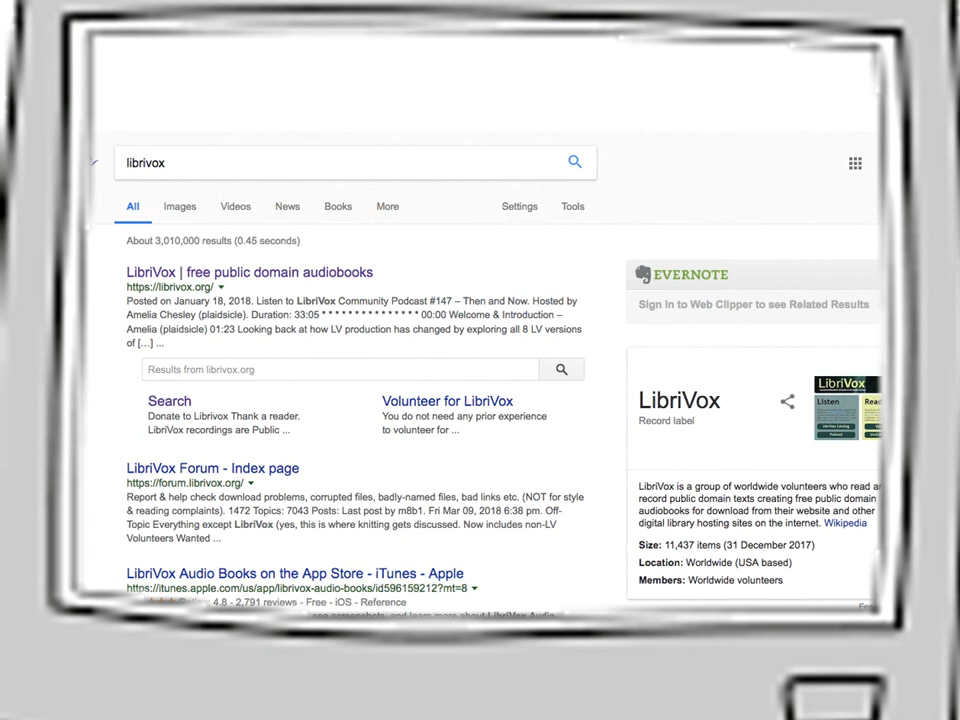 librivox
All Images Videos News Books More Settings Tools
About 3,010,000 results (0.45 seconds)
LibriVox | free public domain audiobooks
https://librivox.org/
Posted on January 18, 2018. Listen to LibriVox Community Podcast #147 – Then and Now. Hosted by
Amelia Chesley (plaidsicle). Duration: 33:05 * * * * * * * * * * * * * * * 00:00 Welcome & Introduction –
Amelia (plaidsicle) 01:23 Looking back at how LV production has changed by exploring all 8 LV versions
of [...] ...
Results from librivox.org
Search
Donate to Librivox Thank a reader.
LibriVox recordings are Public ...
Volunteer for LibriVox
You do not need any prior experience
to volunteer for ...
LibriVox Forum - Index page
https://forum.librivox.org/
Report & help check download problems, corrupted files, badly-named files, bad links etc. (NOT for style
& reading complaints). 1472 Topics: 7043 Posts: Last post by m8b1. Fri Mar 09, 2018 6:38 pm. Off-
Topic Everything except LibriVox (yes, this is where knitting gets discussed. Now includes non-LV
Volunteers Wanted ...
LibriVox Audio Books on the App Store - iTunes - Apple
https://itunes.apple.com/us/app/librivox-audio-books/id596159212?mt=8
4.8 - 2,791 reviews - Free - iOS - Reference
EVERNOTE
Sign in to Web Clipper to see Related Results
LibriVox
Record label
LibriVox
Listen
LibriVox is a group of worldwide volunteers who read an
record public domain texts creating free public domain
audiobooks for download from their website and other
digital library hosting sites on the internet. Wikipedia
Size: 11,437 items (31 December 2017)
Location: Worldwide (USA based)
Members: Worldwide volunteers